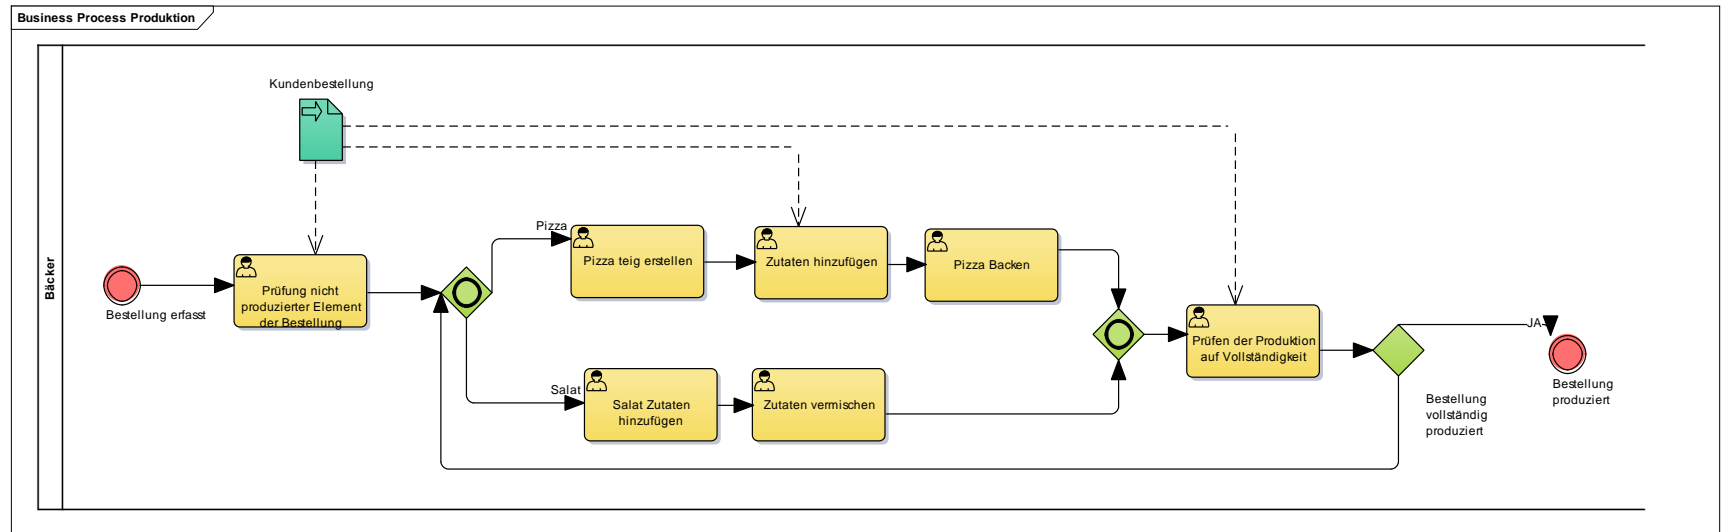 Business Process Produktion
Bäcker
Kundenbestellung
Bestellung erfasst
Prüfung nicht
produzierter Element
der Bestellung
Pizza
Pizza teig erstellen
Zutaten hinzufügen
Pizza Backen
Salat
Salat Zutaten
hinzufügen
Zutaten vermischen
Prüfen der Produktion
auf Vollständigkeit
JA
Bestellung
vollständig
produziert
Bestellung
produziert